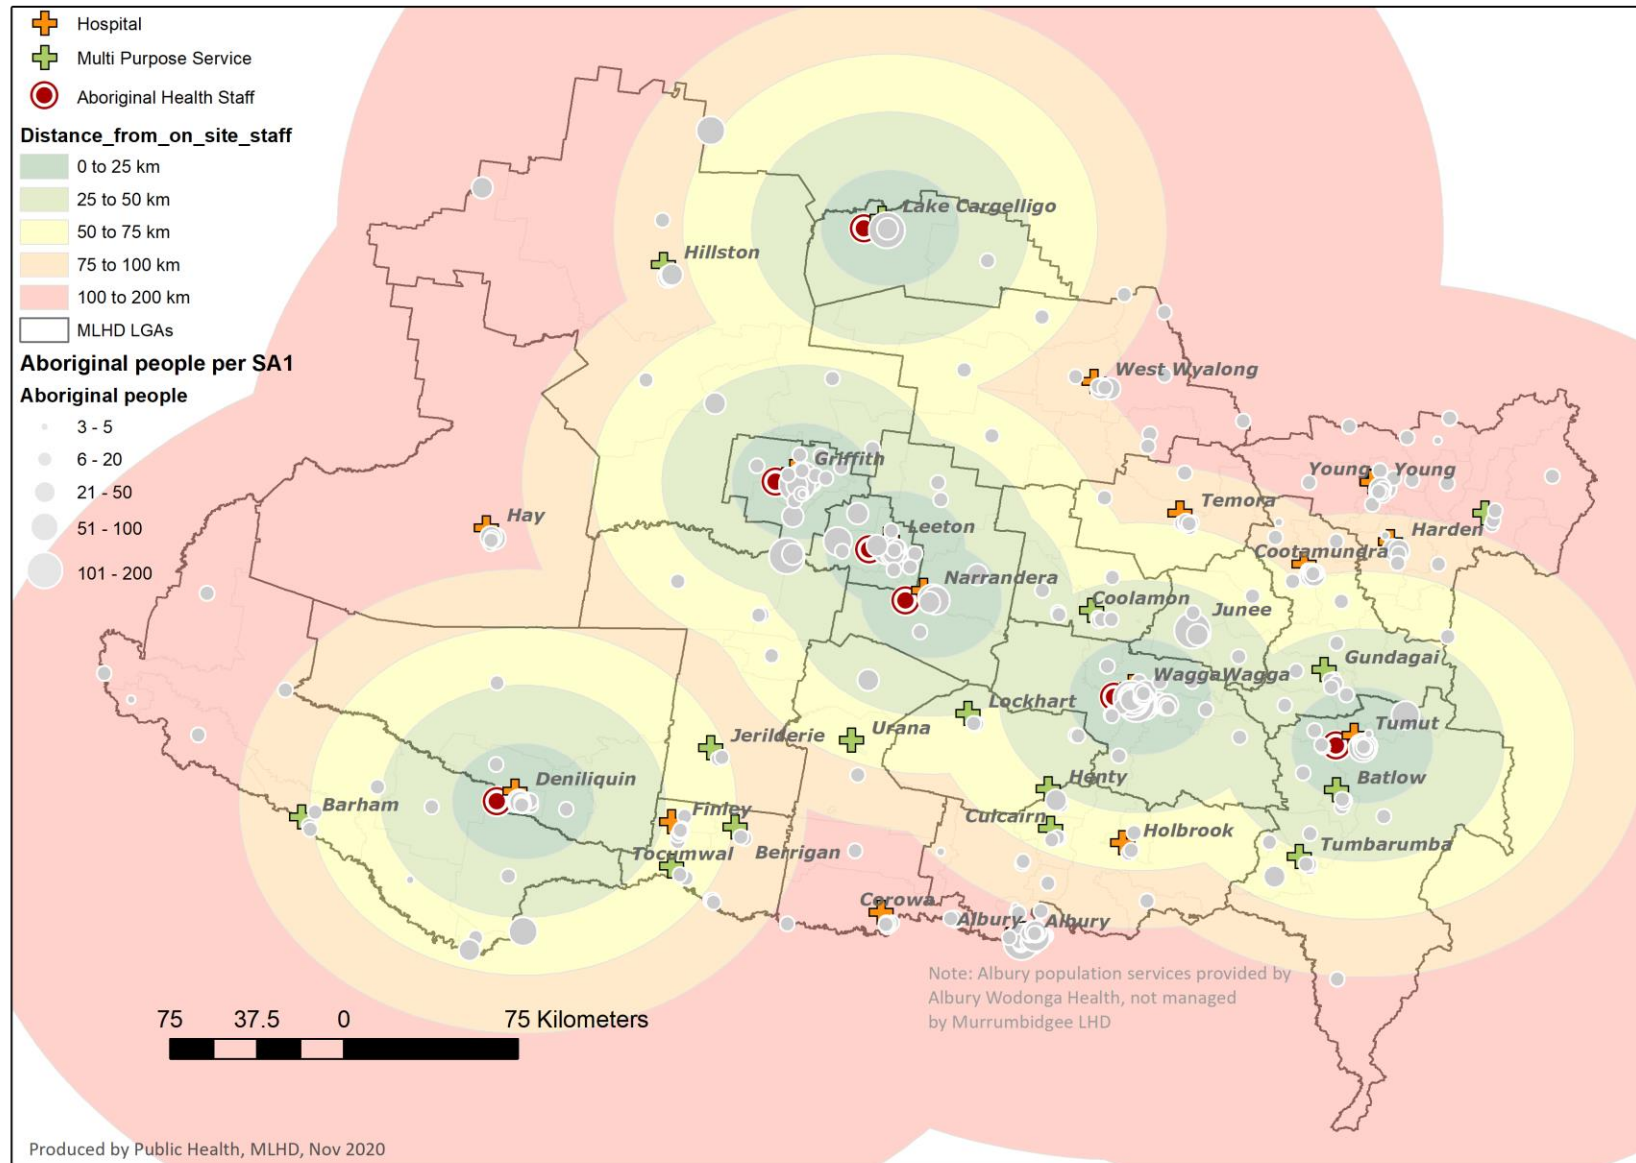 Hospital
Multi Purpose Service
Aboriginal Health Staff
Distance_from_on_site_staff
0 to 25 km
25 to 50 km
50 to 75 km
75 to 100 km
100 to 200 km
MLHD LGAs
Aboriginal people per SA1
Aboriginal people
3 - 5
6 - 20
21 - 50
51 - 100
101 - 200
Lake Cargelligo
Hillston
West Wyalong
Griffith
Young Young
Temora
Hay
Leeton
Harden
Cootamundra
Narrandera
Coolamon
Junee
Gundagai
WaggaWagga
Lockhart
Tumut
Jerilderie
Urana
Deniliquin
Henty
Batlow
Barham
Finley
Culcairn
Holbrook
Tocumwal
Berrigan
Tumbarumba
Corowa
Albury
Albury
Note: Albury population services provided by
Albury Wodonga Health, not managed
by Murrumbidgee LHD
75 37.5 0 75 Kilometers
Produced by Public Health, MLHD, Nov 2020